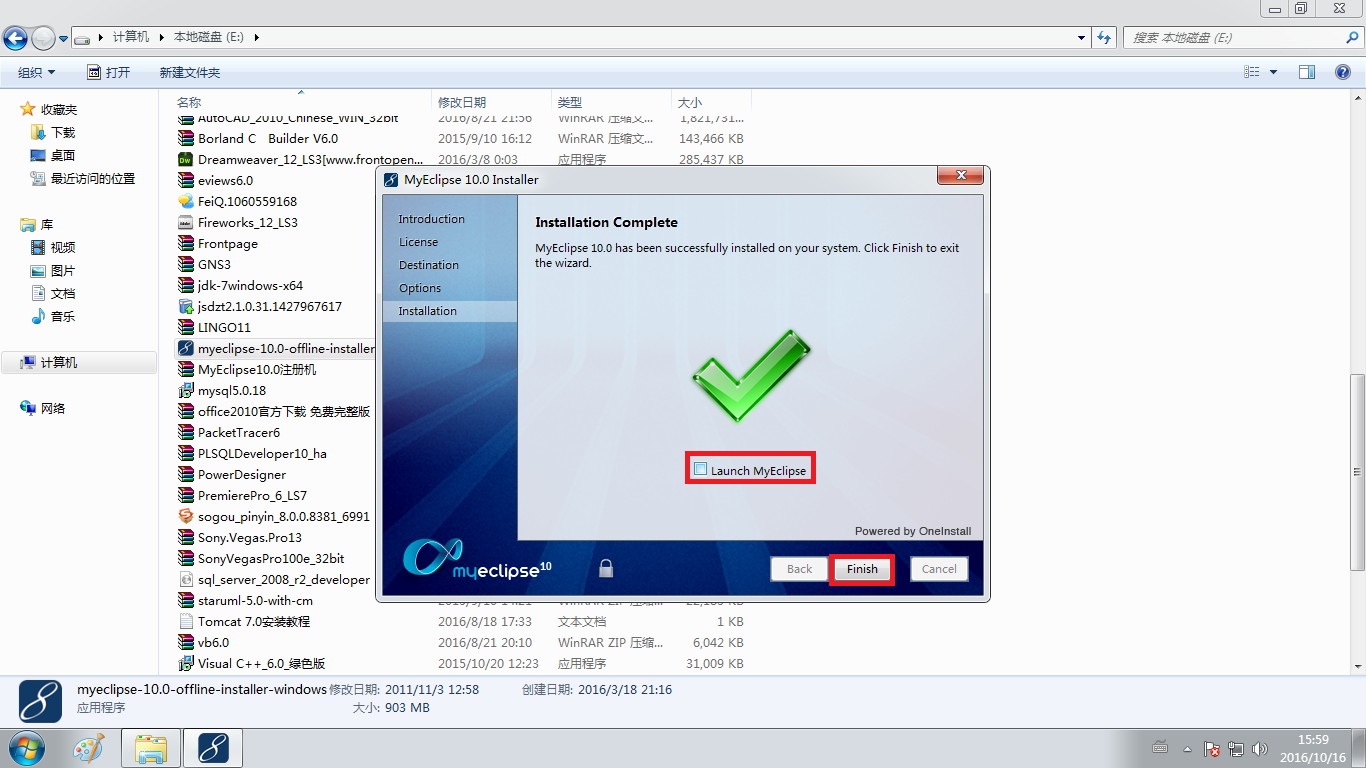 计算机 本地磁盘 (E:)
搜索 本地磁盘 (E:)
组织 打开 新建文件夹
名称 修改日期 类型 大小
收藏夹
下载
桌面
最近访问的位置
库
视频
图片
文档
音乐
计算机
网络
AutoCAD_2010_Chinese_WIN_32bit 2016/8/21 21:56 WinRAR 压缩文... 1,821,731...
Borland C Builder V6.0 2015/9/10 16:12 WinRAR 压缩文... 143,466 KB
Dreamweaver_12_LS3[www.frontopen... 2016/3/8 0:03 应用程序 285,437 KB
eviews6.0
FeiQ.1060559168
Fireworks_12_LS3
Frontpage
GNS3
jdk-7windows-x64
jsdzt2.1.0.31.1427967617
LINGO11
myeclipse-10.0-offline-installer
MyEclipse10.0注册机
mysql5.0.18
office2010官方下载 免费完整版
PacketTracer6
PLSQLDeveloper10_ha
PowerDesigner
PremierePro_6_LS7
sogou_pinyin_8.0.0.8381_6991
Sony.Vegas.Pro13
SonyVegasPro100e_32bit
sql_server_2008_r2_developer
staruml-5.0-with-cm
Tomcat 7.0安装教程 2016/8/18 17:33 文本文档 1 KB
vb6.0 2016/8/21 20:10 WinRAR ZIP 压缩... 6,042 KB
Visual C++_6.0_绿色版 2015/10/20 12:23 应用程序 31,009 KB
MyEclipse 10.0 Installer
Introduction
License
Destination
Options
Installation
Installation Complete
MyEclipse 10.0 has been successfully installed on your system. Click Finish to exit
the wizard.
Launch MyEclipse
Powered by OneInstall
myeclipse10
Back Finish Cancel
myeclipse-10.0-offline-installer-windows 修改日期: 2011/11/3 12:58 创建日期: 2016/3/18 21:16
应用程序 大小: 903 MB
15:59
2016/10/16